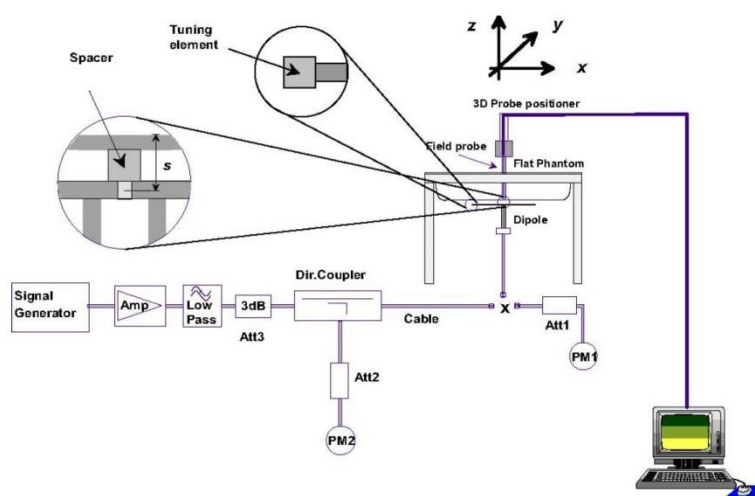 Tuning
element
z
y
x
Spacer
s
3D Probe positioner
Field probe
Flat Phantom
Dipole
Dir.Coupler
Signal
Generator
Amp
Low
Pass
3dB
Att3
Cable
x
Att1
PM1
Att2
PM2